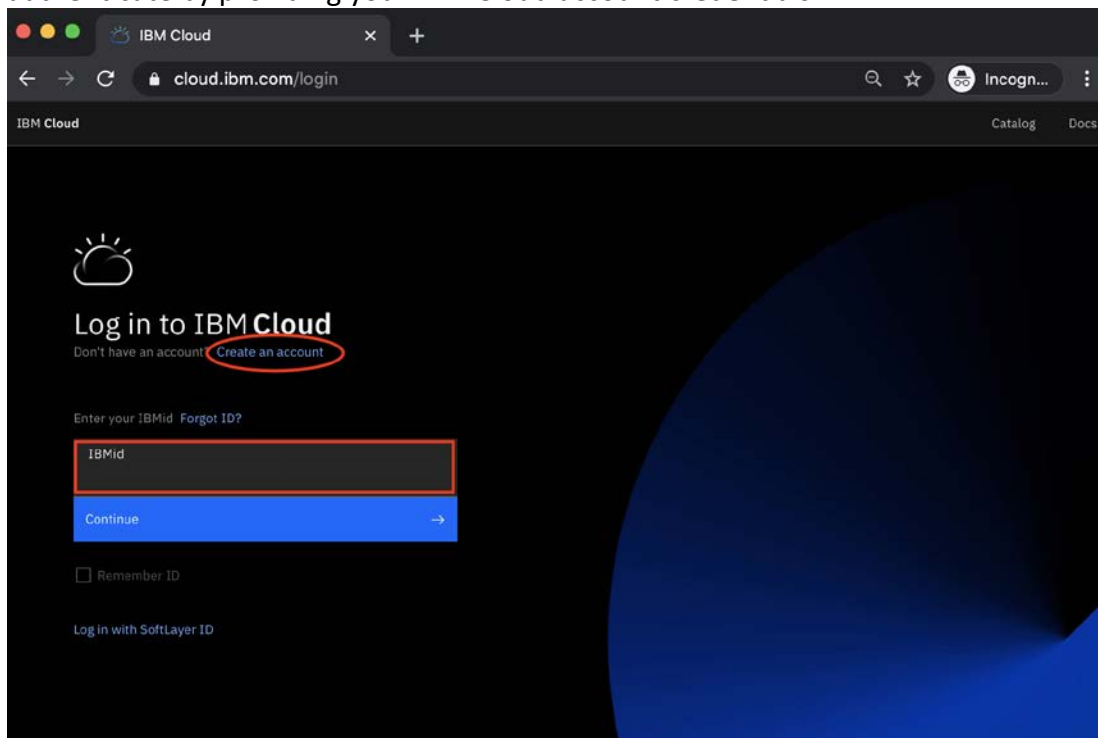 IBM Cloud
cloud.ibm.com/login
Incogn...
IBM Cloud
Catalog Docs
Log in to IBM Cloud
Don't have an account? Create an account
Enter your IBMid Forgot ID?
IBMid
Continue
Remember ID
Log in with SoftLayer ID